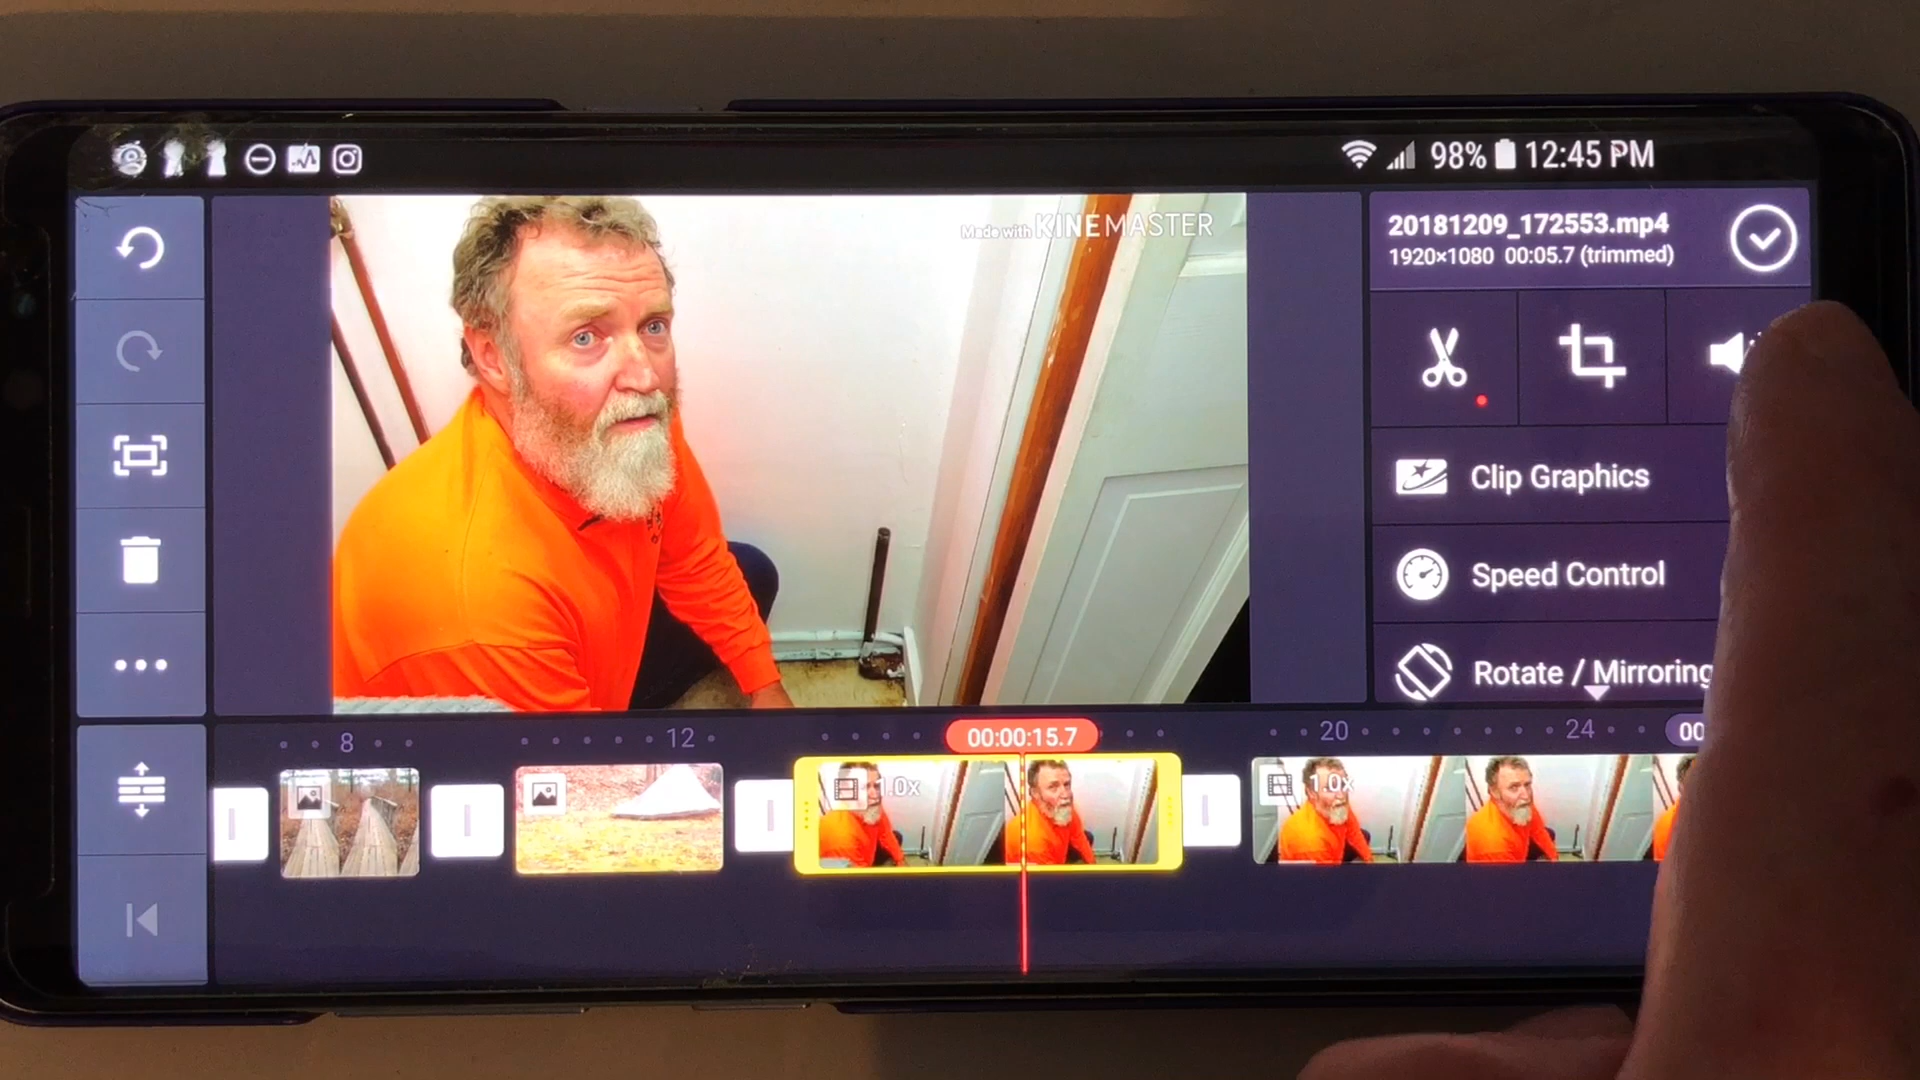 98% 12:45 PM
Made with KINEMASTER
20181209_172553.mp4
1920×1080 00:05.7 (trimmed)
Clip Graphics
Speed Control
Rotate / Mirroring
8
12
00:00:15.7
20
24
00
1.0x
1.0x